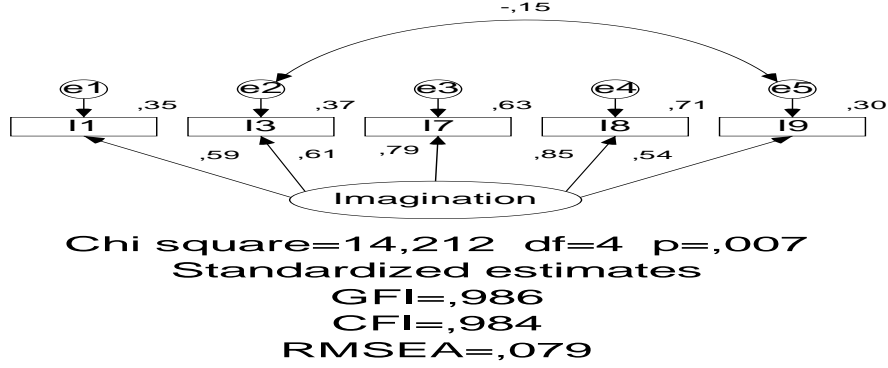 -,15
e1 e2 e3 e4 e5
,35 ,37 ,63 ,71 ,30
I1 I3 I7 I8 I9
,59 ,61 ,79 ,85 ,54
Imagination
Chi square=14,212 df=4 p=,007
Standardized estimates
GFI=,986
CFI=,984
RMSEA=,079